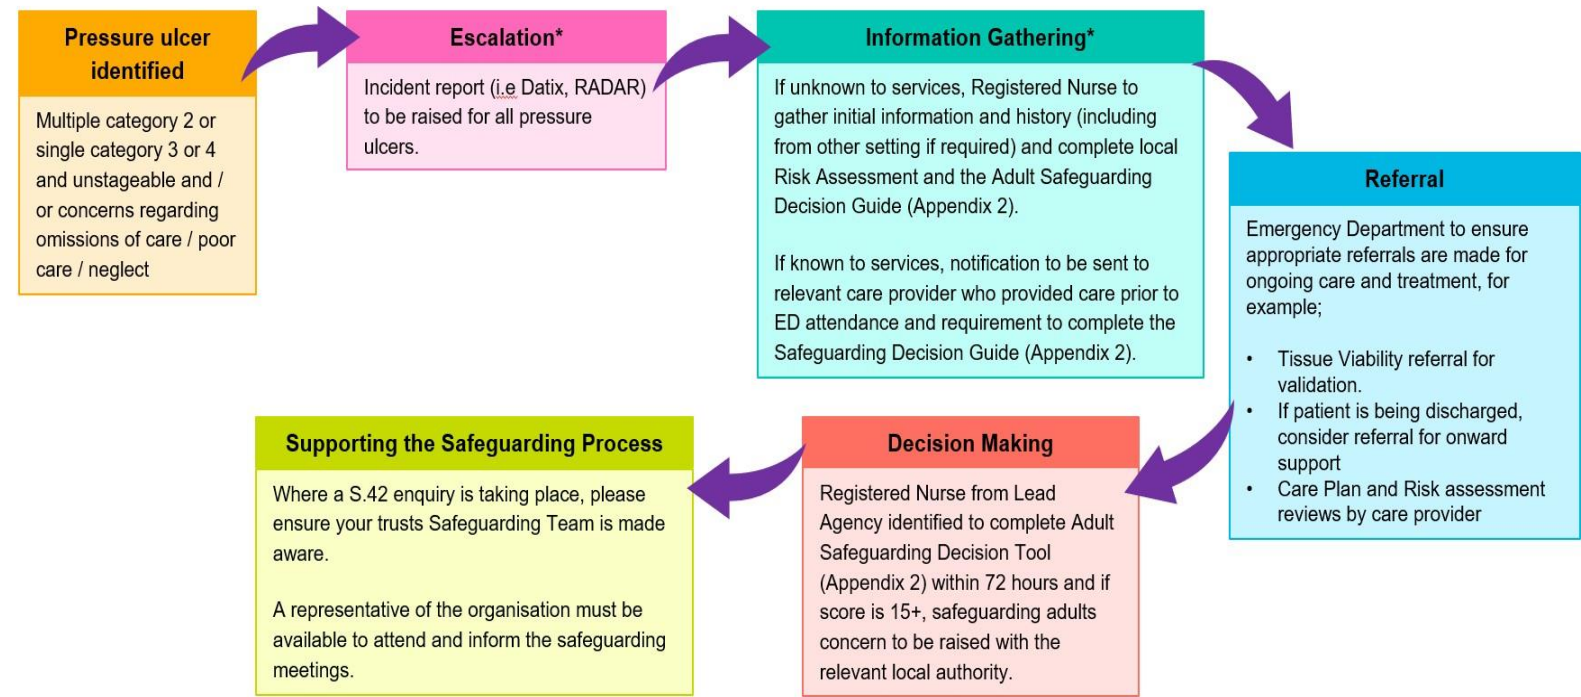 Pressure ulcer
identified
Multiple category 2 or
single category 3 or 4
and unstageable and /
or concerns regarding
omissions of care / poor
care / neglect
Escalation*
Incident report (i.e Datix, RADAR)
to be raised for all pressure
ulcers.
Information Gathering*
If unknown to services, Registered Nurse to
gather initial information and history (including
from other setting if required) and complete local
Risk Assessment and the Adult Safeguarding
Decision Guide (Appendix 2).
If known to services, notification to be sent to
relevant care provider who provided care prior to
ED attendance and requirement to complete the
Safeguarding Decision Guide (Appendix 2).
Referral
Emergency Department to ensure
appropriate referrals are made for
ongoing care and treatment, for
example;
• Tissue Viability referral for
validation.
• If patient is being discharged,
consider referral for onward
support
• Care Plan and Risk assessment
reviews by care provider
Decision Making
Registered Nurse from Lead
Agency identified to complete Adult
Safeguarding Decision Tool
(Appendix 2) within 72 hours and if
score is 15+, safeguarding adults
concern to be raised with the
relevant local authority.
Supporting the Safeguarding Process
Where a S.42 enquiry is taking place, please
ensure your trusts Safeguarding Team is made
aware.
A representative of the organisation must be
available to attend and inform the safeguarding
meetings.